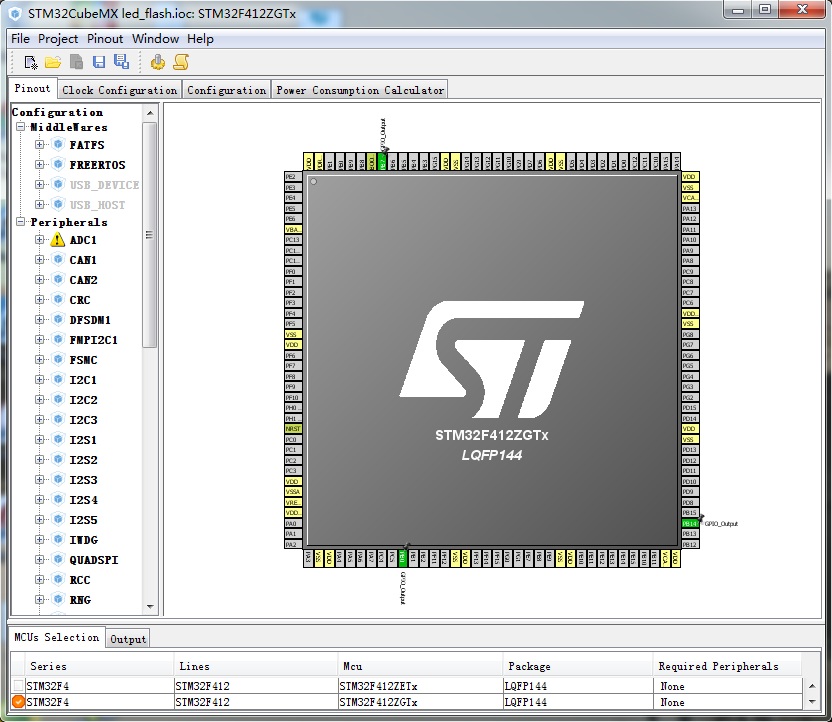 STM32CubeMX led_flash.ioc: STM32F412ZGTx
File Project Pinout Window Help
Pinout Clock Configuration Configuration Power Consumption Calculator
Configuration
MiddleWares
FATFS
FREERTOS
USB_DEVICE
USB_HOST
Peripherals
ADC1
CAN1
CAN2
CRC
DFSDM1
FMPI2C1
FSMC
I2C1
I2C2
I2C3
I2S1
I2S2
I2S3
I2S4
I2S5
IWDG
QUADSPI
RCC
RNG
GPIO_Output
PE2
PE3
PE4
PE5
PE6
VBA..
PC13
PC1..
PC1..
PF0
PF1
PF2
PF3
PF4
PF5
VSS
VDD
PF6
PF7
PF8
PF9
PF10
PH0..
PH1..
NRST
PC0
PC1
PC2
PC3
VDD
VSSA
VRE..
VDD..
PA0
PA1
PA2
ST
STM32F412ZGTx
LQFP144
VDD
VSS
VCA..
PA13
PA12
PA11
PA10
PA9
PA8
PC9
PC8
PC7
PC6
VDD..
VSS
PG8
PG7
PG6
PG5
PG4
PG3
PG2
PD15
PD14
VDD
VSS
PD13
PD12
PD11
PD10
PD9
PD8
PB15
PB14 GPIO_Output
PB13
PB12
GPIO_Output
MCUs Selection Output
Series Lines Mcu Package Required Peripherals
STM32F4 STM32F412 STM32F412ZETx LQFP144 None
STM32F4 STM32F412 STM32F412ZGTx LQFP144 None